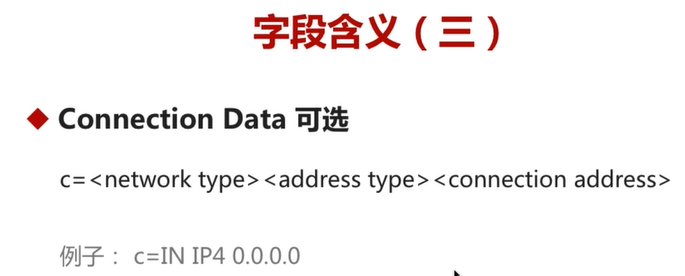 字段含义（三）
Connection Data 可选
c=<network type><address type><connection address>
例子： c=IN IP4 0.0.0.0